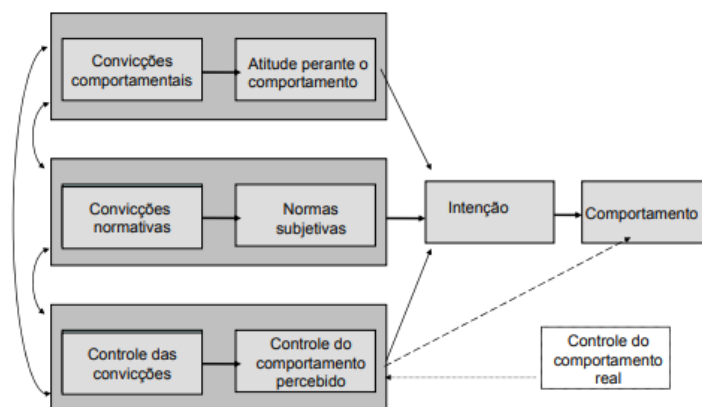 Convicções
comportamentais
Atitude perante o
comportamento
Convicções
normativas
Normas
subjetivas
Intenção
Comportamento
Controle das
convicções
Controle do
comportamento
percebido
Controle do
comportamento
real